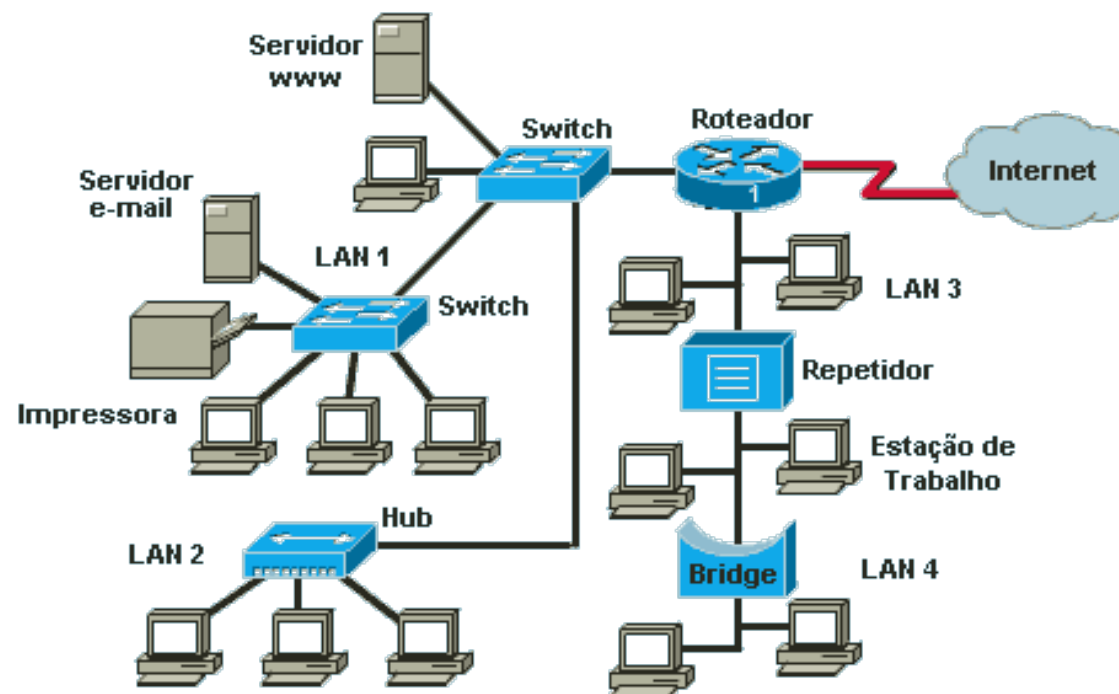 Servidor
www
Switch
Roteador
1
Internet
Servidor
e-mail
LAN 1
Switch
LAN 3
Repetidor
Impressora
Estação de
Trabalho
Hub
LAN 2
Bridge
LAN 4